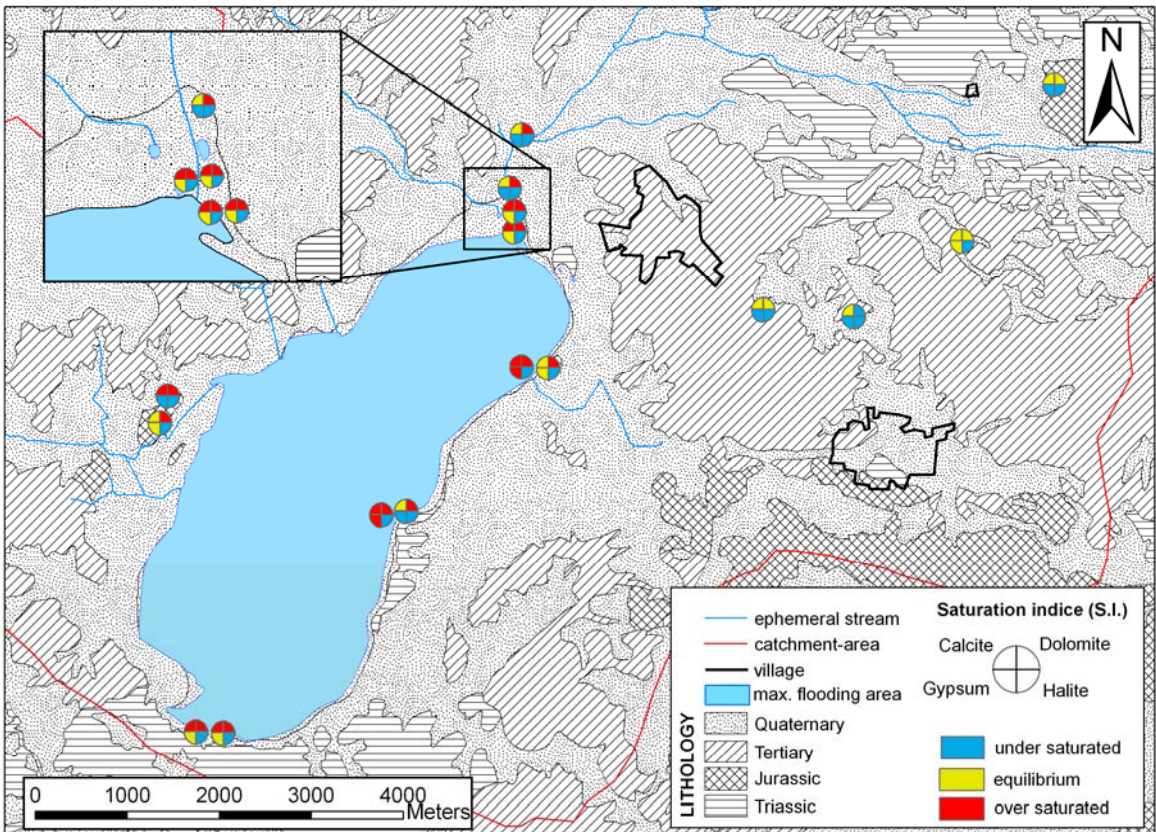 N
ephemeral stream
catchment-area
village
max. flooding area
LITHOLOGY
Quaternary
Tertiary
Jurassic
Triassic
Saturation indice (S.I.)
Calcite Dolomite
Gypsum Halite
under saturated
equilibrium
over saturated
0 1000 2000 3000 4000
Meters